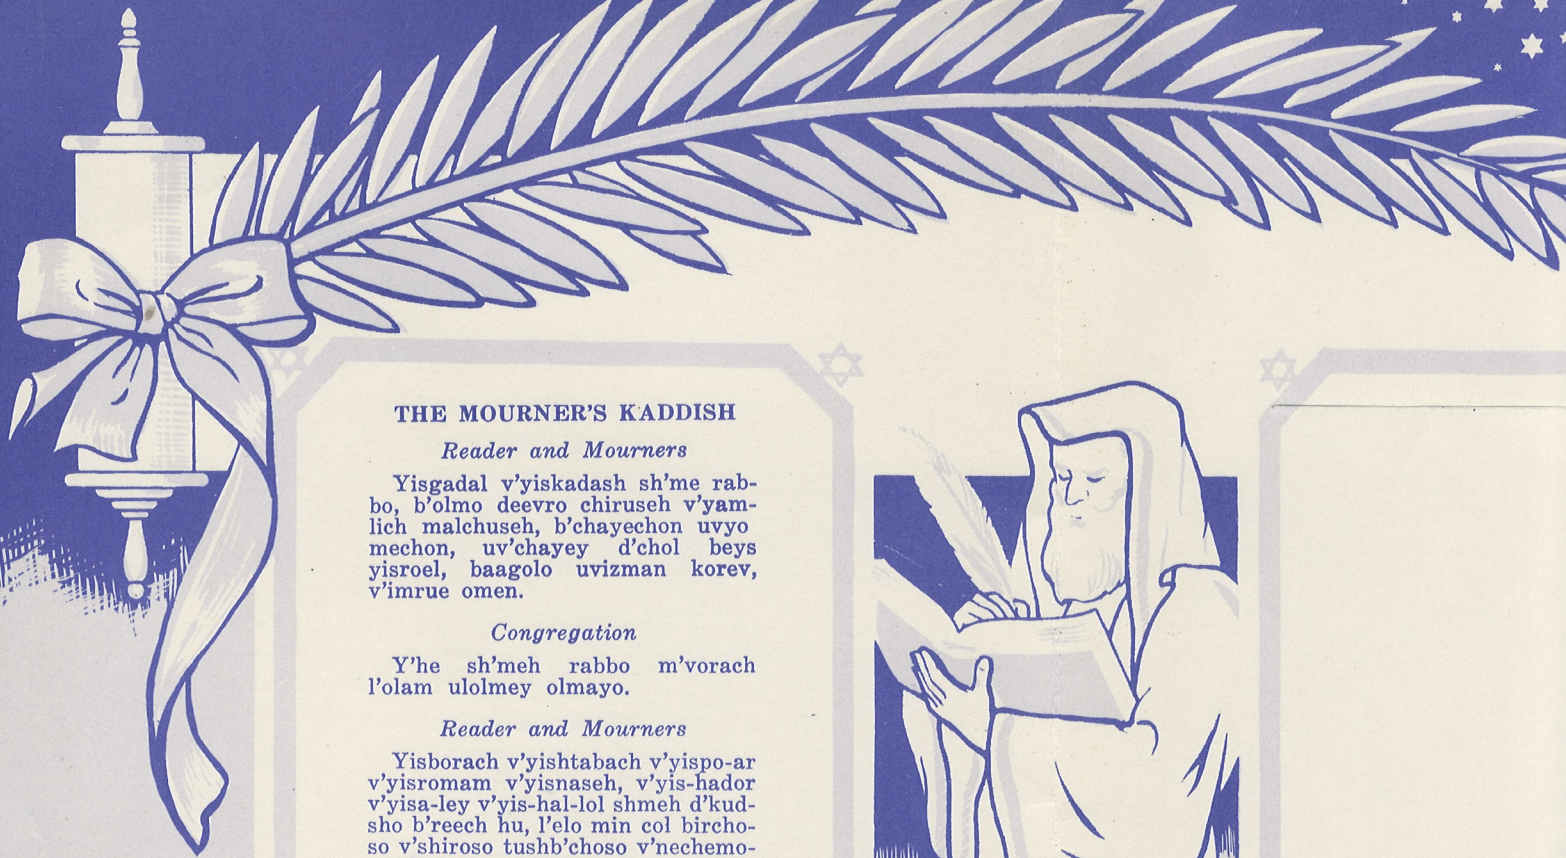 THE MOURNER'S KADDISH
Reader and Mourners
Yisgadal v'yiskadash sh'me rab-
bo, b'olmo deevro chiruseh v'yam-
lich malchuseh, b'chayechon uvyo
mechon, uv'chayey d'chol beys
yisroel, baagolo uvizman korev,
v'imrue omen.
Congregation
Y'he sh'meh rabbo m'vorach
l'olam ulolmey olmayo.
Reader and Mourners
Yisborach v'yishtabach v'yispo-ar
v'yisromam v'yisnaseh, v'yis-hador
v'yisa-ley v'yis-hal-lol shmeh d'kud-
sho b'reech hu, l'elo min col bircho-
so v'shiroso tushb'choso v'nechemo-